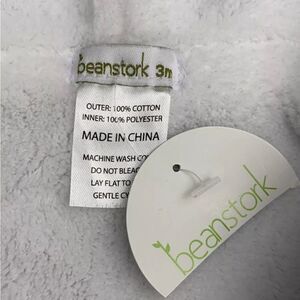 beanstork 3m
OUTER: 100% COTTON
INNER: 100% POLYESTER
MADE IN CHINA
MACHINE WASH CO
DO NOT BLEAC
LAY FLAT TO
GENTLE CY
beanstork